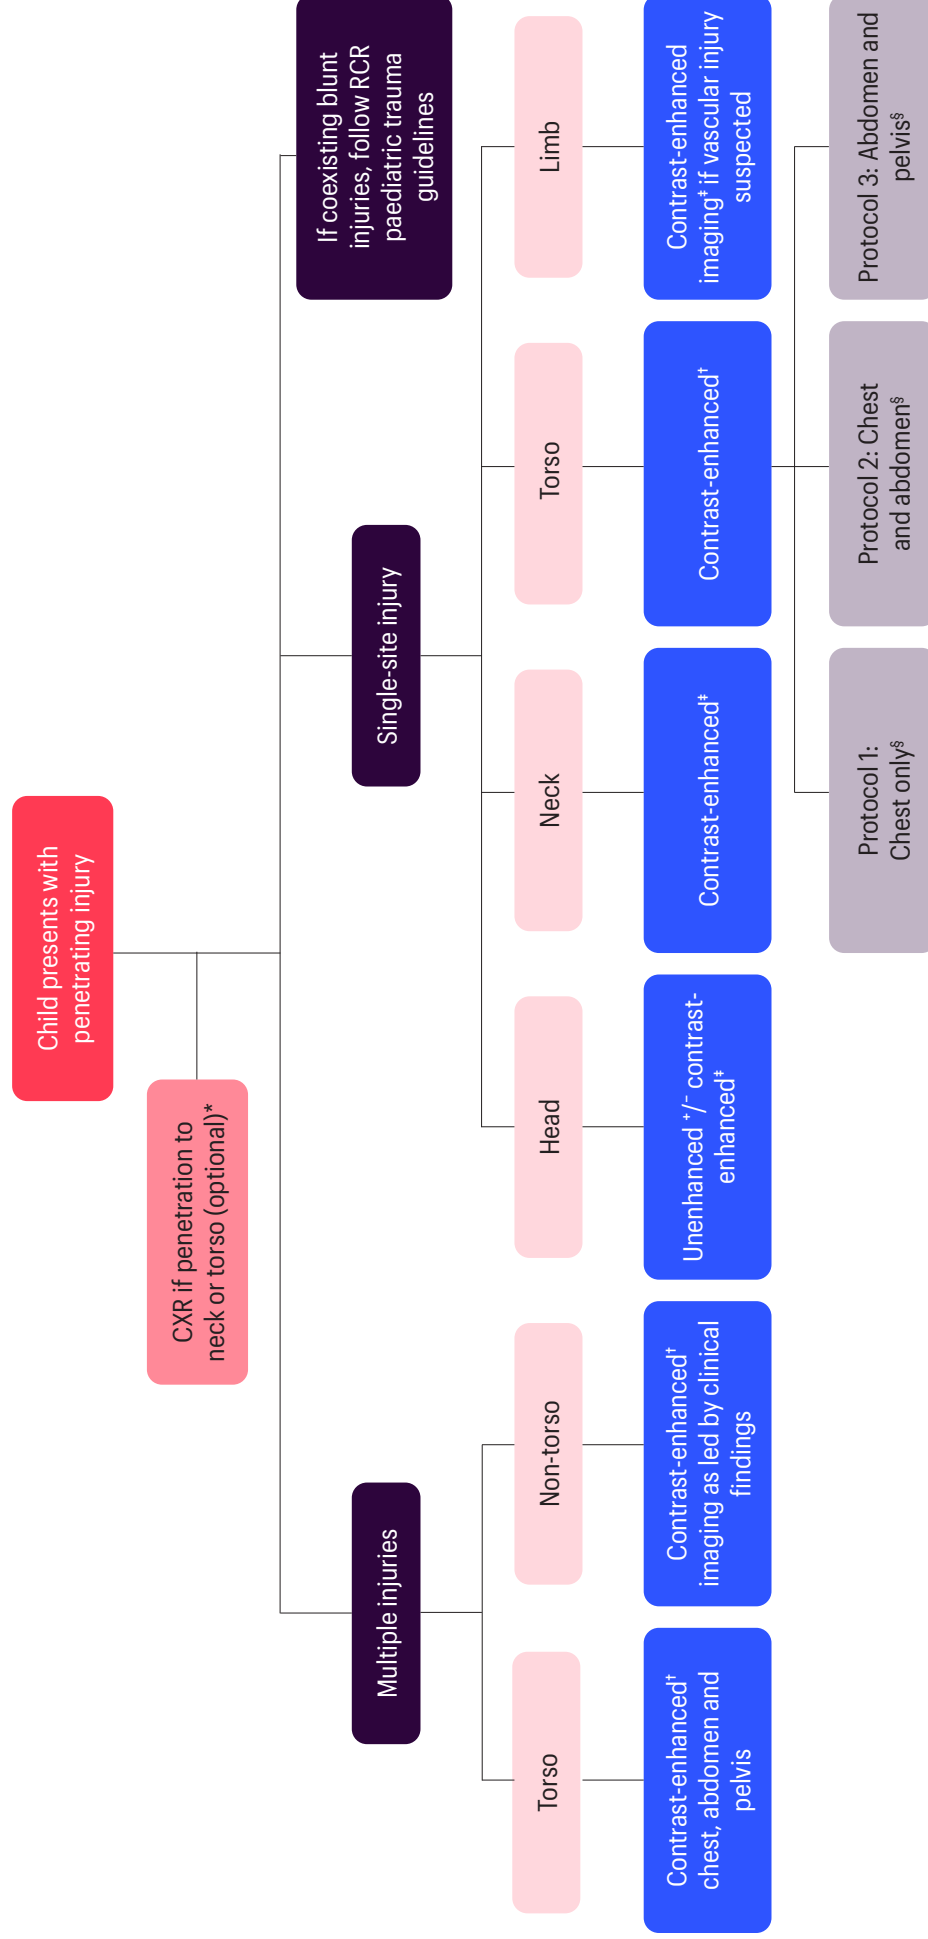 Child presents with
penetrating injury
CXR if penetration to
neck or torso (optional)*
Multiple injuries
Single-site injury
If coexisting blunt
injuries, follow RCR
paediatric trauma
guidelines
Torso
Non-torso
Head
Neck
Torso
Limb
Contrast-enhanced†
chest, abdomen and
pelvis
Contrast-enhanced†
imaging as led by clinical
findings
Unenhanced +/− contrast-
enhanced‡
Contrast-enhanced‡
Contrast-enhanced†
Contrast-enhanced
imaging‡ if vascular injury
suspected
Protocol 1:
Chest only§
Protocol 2: Chest
and abdomen§
Protocol 3: Abdomen and
pelvis§